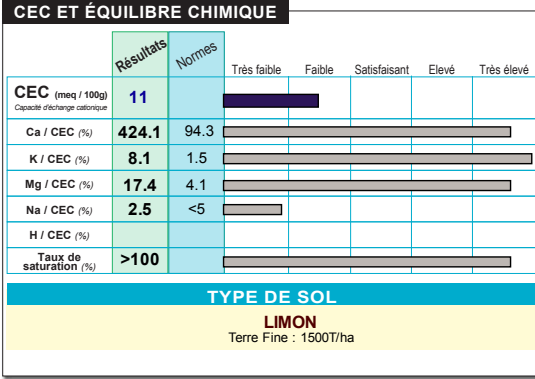 CEC ET ÉQUILIBRE CHIMIQUE
Résultats Normes Très faible Faible Satisfaisant Elevé Très élevé
CEC (meq / 100g) 11
Capacité d'échange cationique
Ca / CEC (%) 424.1 94.3
K / CEC (%) 8.1 1.5
Mg / CEC (%) 17.4 4.1
Na / CEC (%) 2.5 <5
H / CEC (%)
Taux de >100
saturation (%)
TYPE DE SOL
LIMON
Terre Fine : 1500T/ha